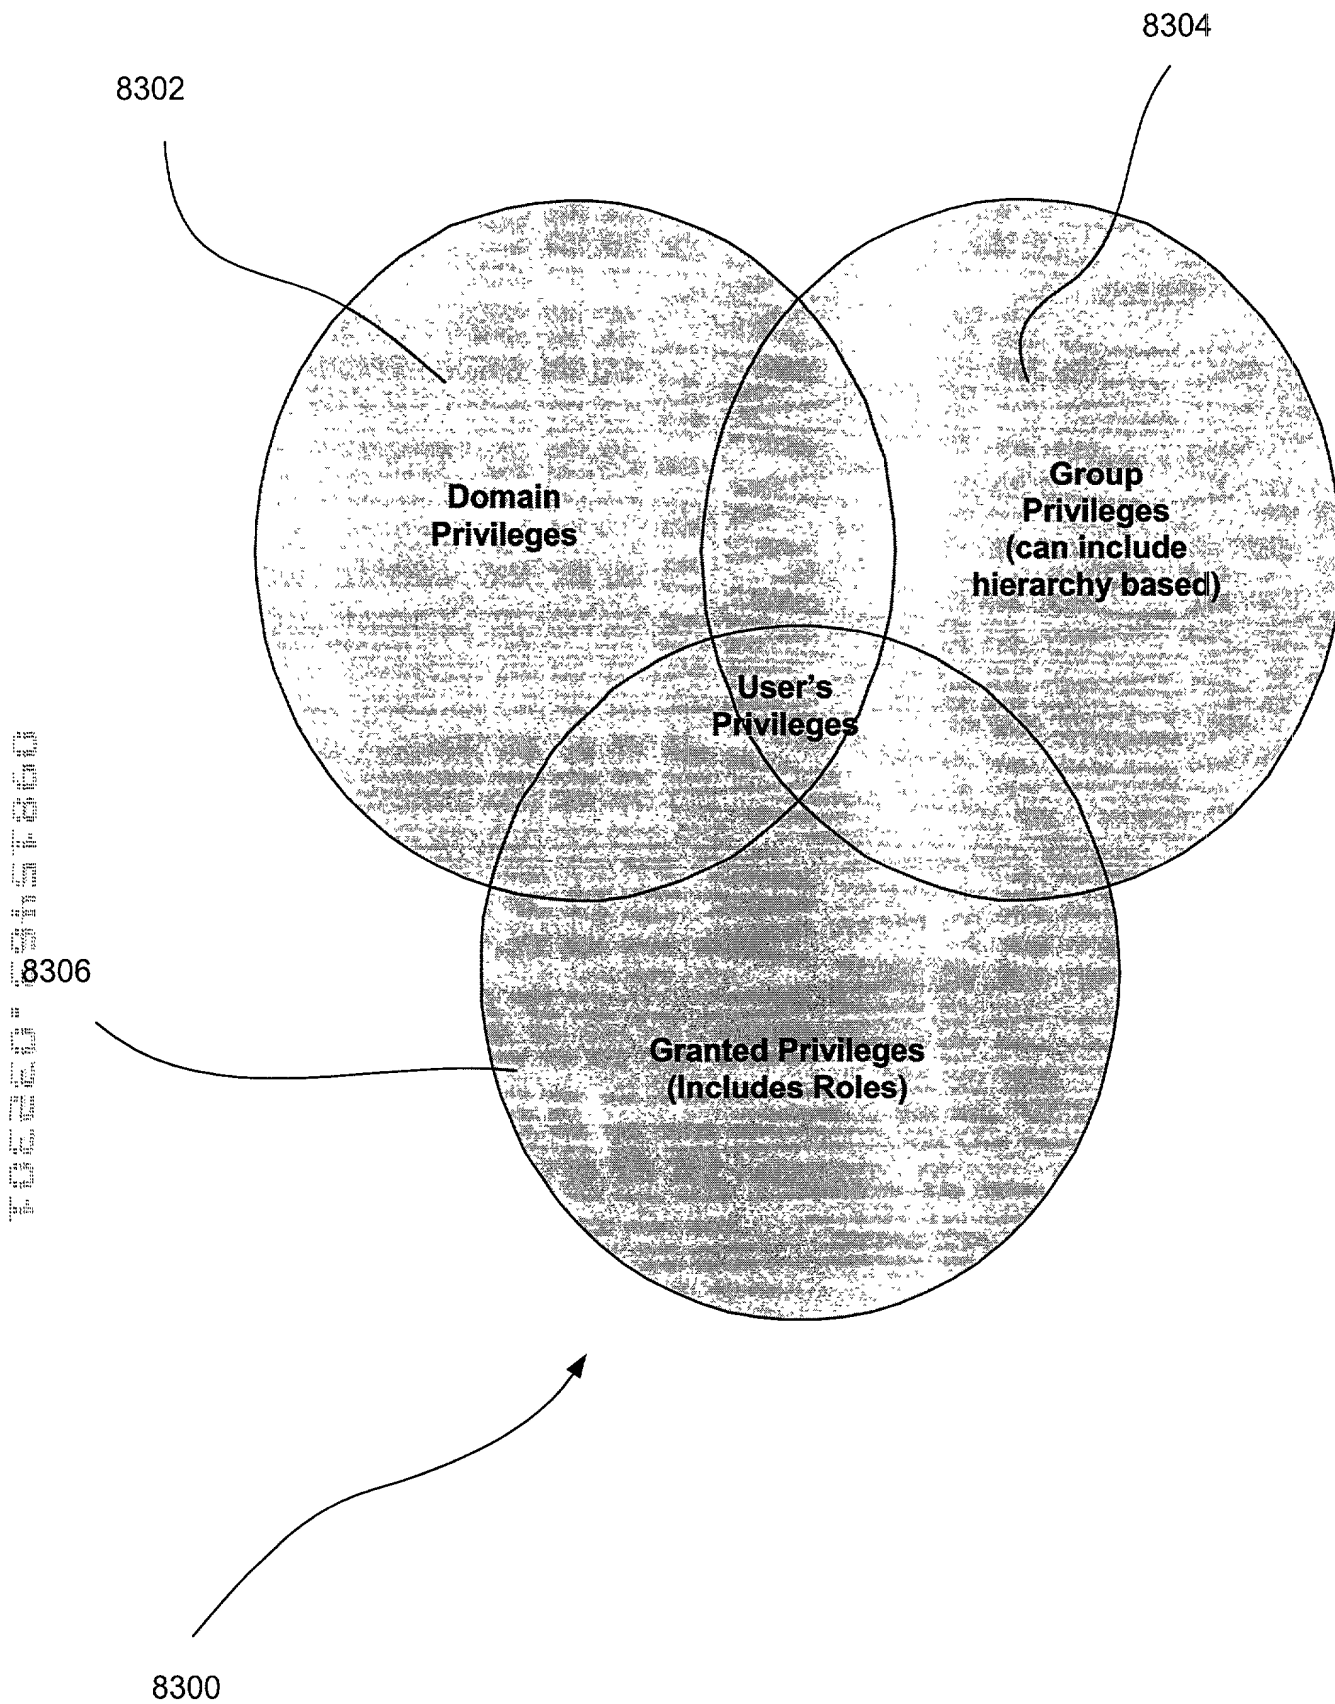 8304
8302
Domain
Privileges
Group
Privileges
(can include
hierarchy based)
User's
Privileges
8306
Granted Privileges
(Includes Roles)
8300